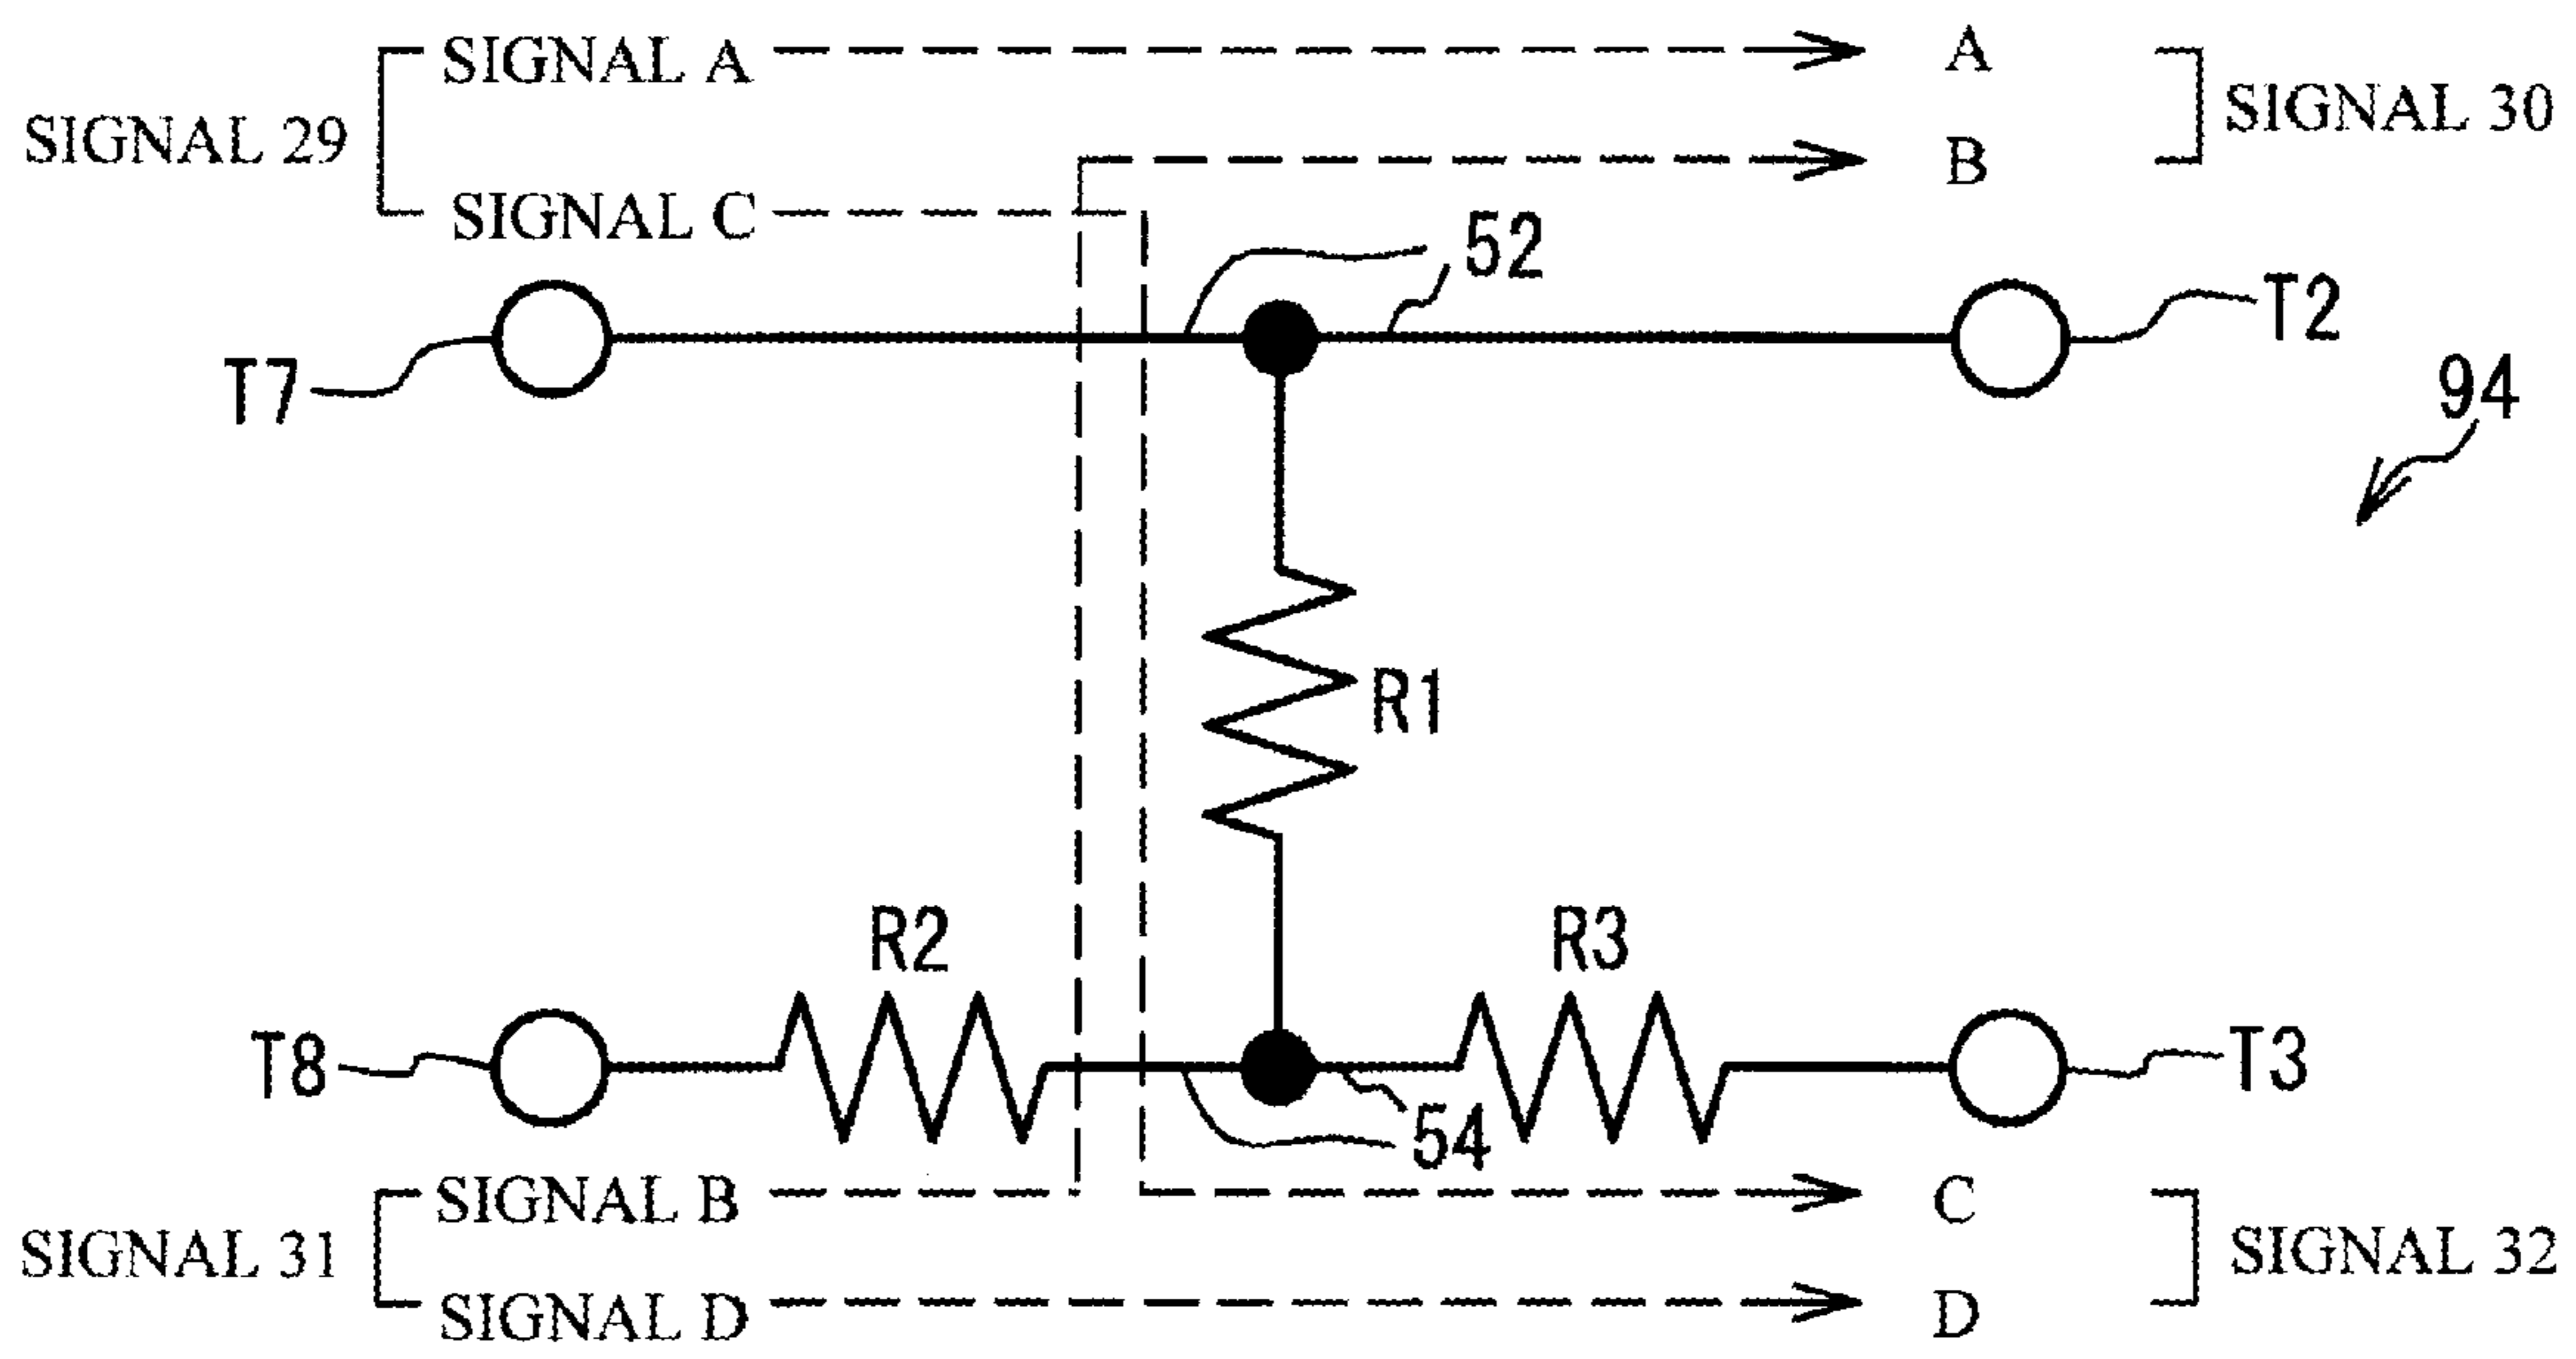 SIGNAL A
A
SIGNAL 29
SIGNAL 30
B
SIGNAL C
52
T7
T2
94
R1
R2
R3
T8
T3
54
SIGNAL B
C
SIGNAL 31
SIGNAL 32
SIGNAL D
D